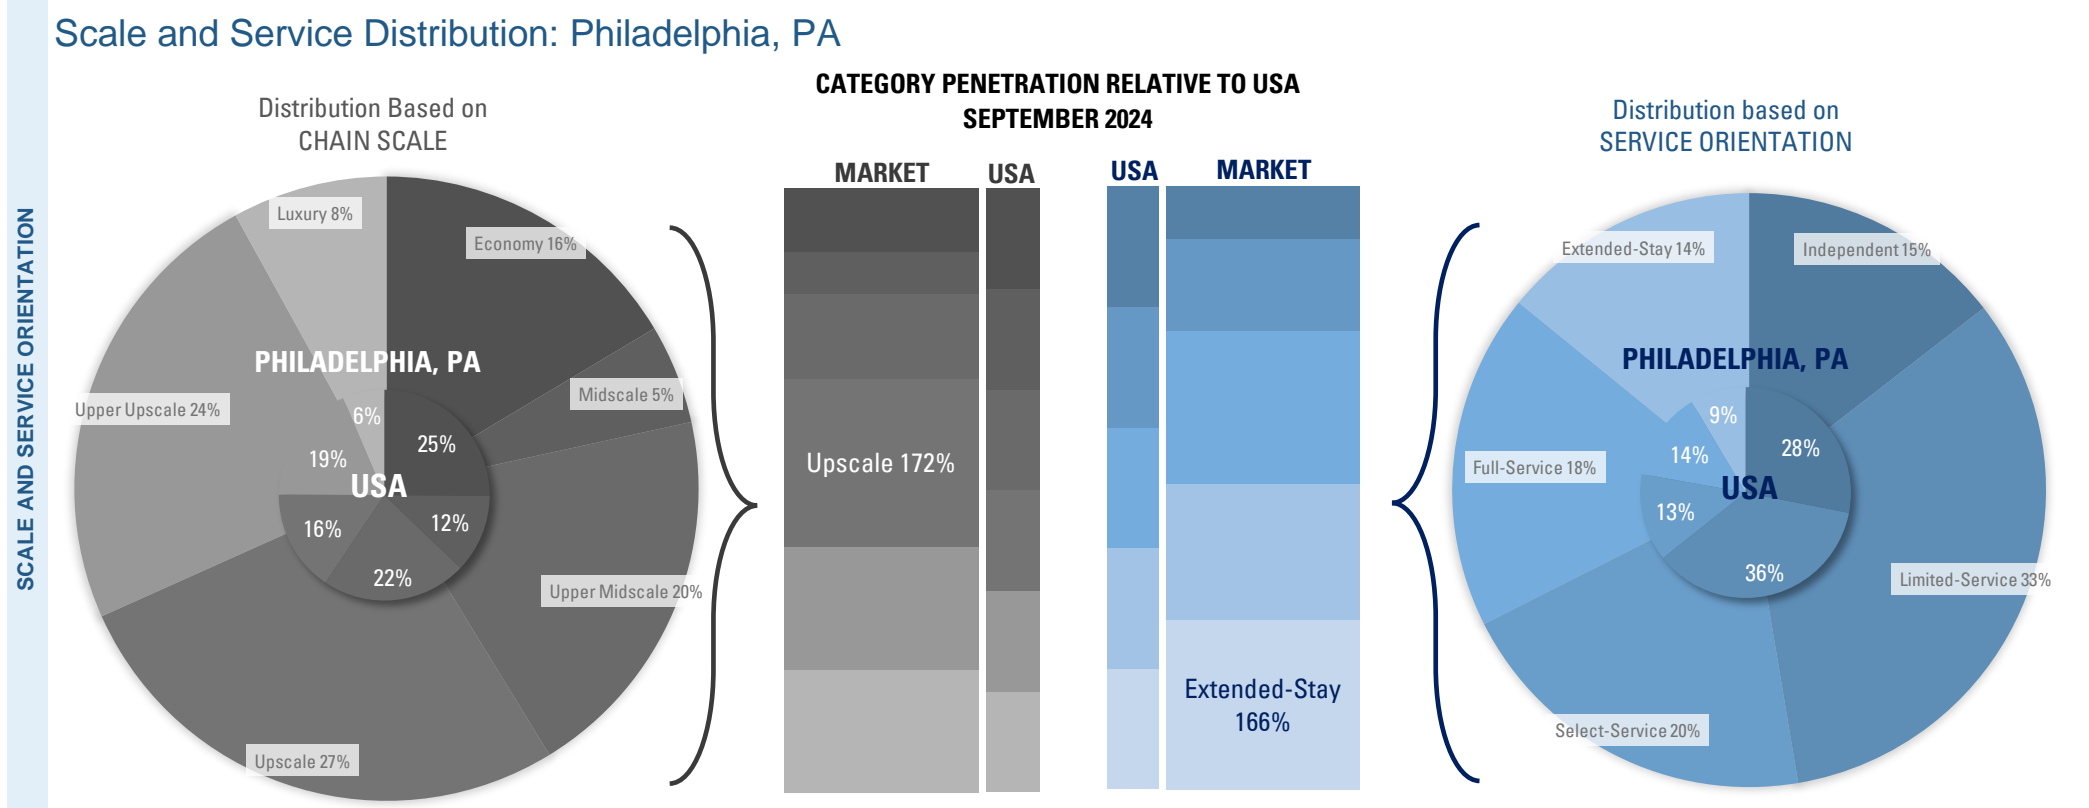 Scale and Service Distribution: Philadelphia, PA
SCALE AND SERVICE ORIENTATION
Distribution Based on
CHAIN SCALE
Luxury 8%
Economy 16%
Midscale 5%
Upper Midscale 20%
Upscale 27%
Upper Upscale 24%
PHILADELPHIA, PA
6%
25%
19%
USA
16%
12%
22%
CATEGORY PENETRATION RELATIVE TO USA
SEPTEMBER 2024
MARKET
USA
Upscale 172%
USA
MARKET
Extended-Stay
166%
Distribution based on
SERVICE ORIENTATION
Extended-Stay 14%
Independent 15%
Full-Service 18%
Limited-Service 33%
Select-Service 20%
PHILADELPHIA, PA
9%
28%
14%
USA
13%
36%